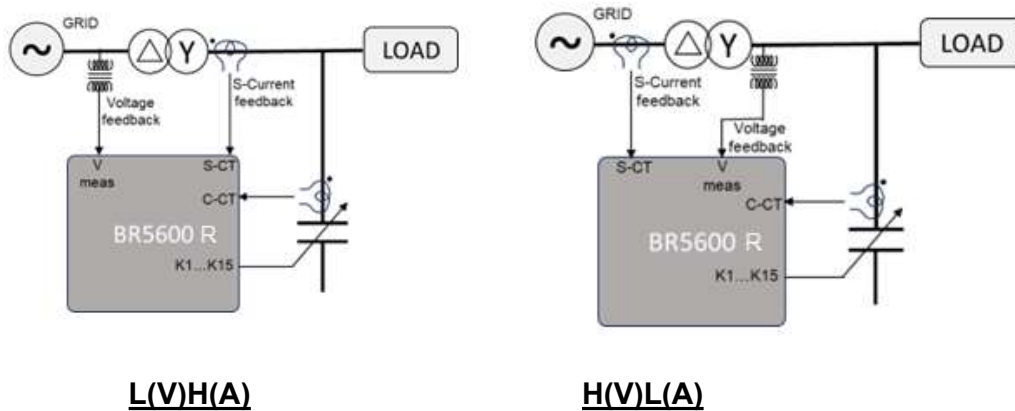 GRID
~
△ Y
LOAD
S-Current
feedback
Voltage
feedback
V
meas
S-CT
C-CT
BR5600 R
K1...K15
L(V)H(A)
GRID
~
△ Y
LOAD
S-Current
feedback
Voltage
feedback
S-CT
V
meas
C-CT
BR5600 R
K1...K15
H(V)L(A)